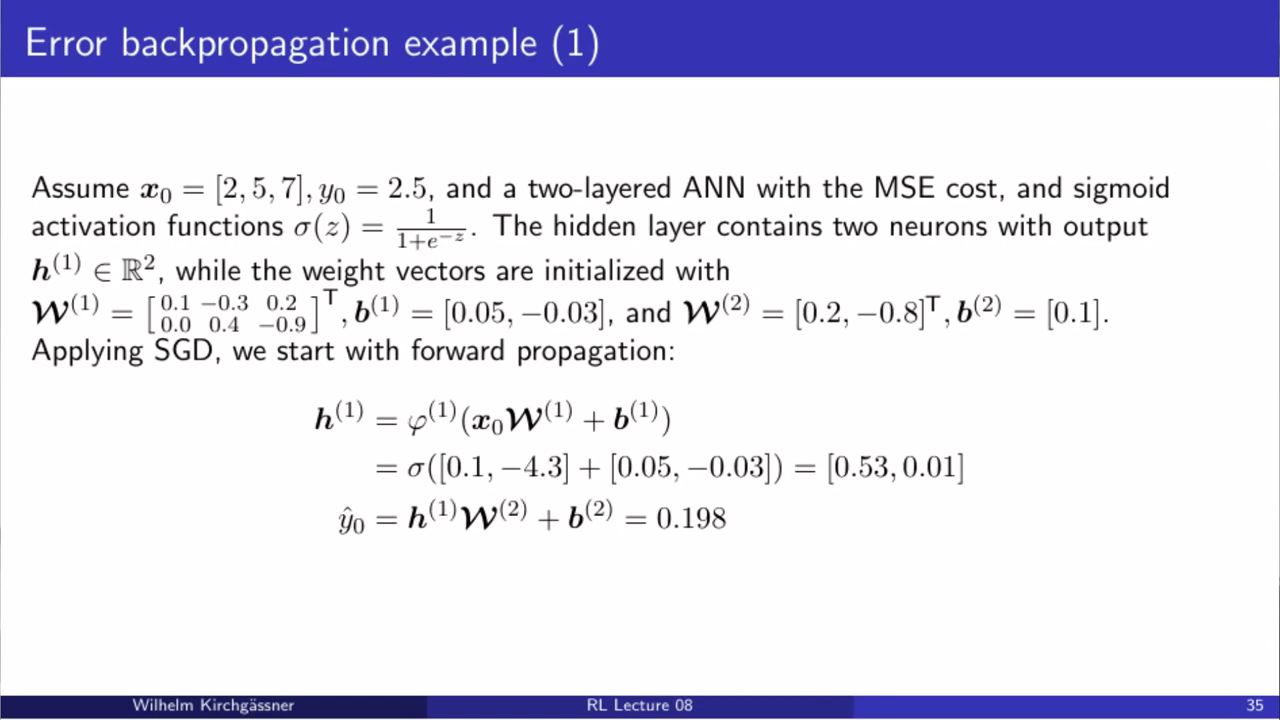 Error backpropagation example (1)
Assume 𝒙₀ = [2, 5, 7], y₀ = 2.5, and a two-layered ANN with the MSE cost, and sigmoid
activation functions σ(z) = 1/(1+e⁻ᶻ). The hidden layer contains two neurons with output
𝒉⁽¹⁾ ∈ ℝ², while the weight vectors are initialized with
𝓦⁽¹⁾ = [0.1 −0.3 0.2; 0.0 0.4 −0.9]ᵀ, 𝒃⁽¹⁾ = [0.05, −0.03], and 𝓦⁽²⁾ = [0.2, −0.8]ᵀ, 𝒃⁽²⁾ = [0.1].
Applying SGD, we start with forward propagation:
𝒉⁽¹⁾ = φ⁽¹⁾(𝒙₀𝓦⁽¹⁾ + 𝒃⁽¹⁾)
= σ([0.1, −4.3] + [0.05, −0.03]) = [0.53, 0.01]
ŷ₀ = 𝒉⁽¹⁾𝓦⁽²⁾ + 𝒃⁽²⁾ = 0.198
Wilhelm Kirchgässner RL Lecture 08 35